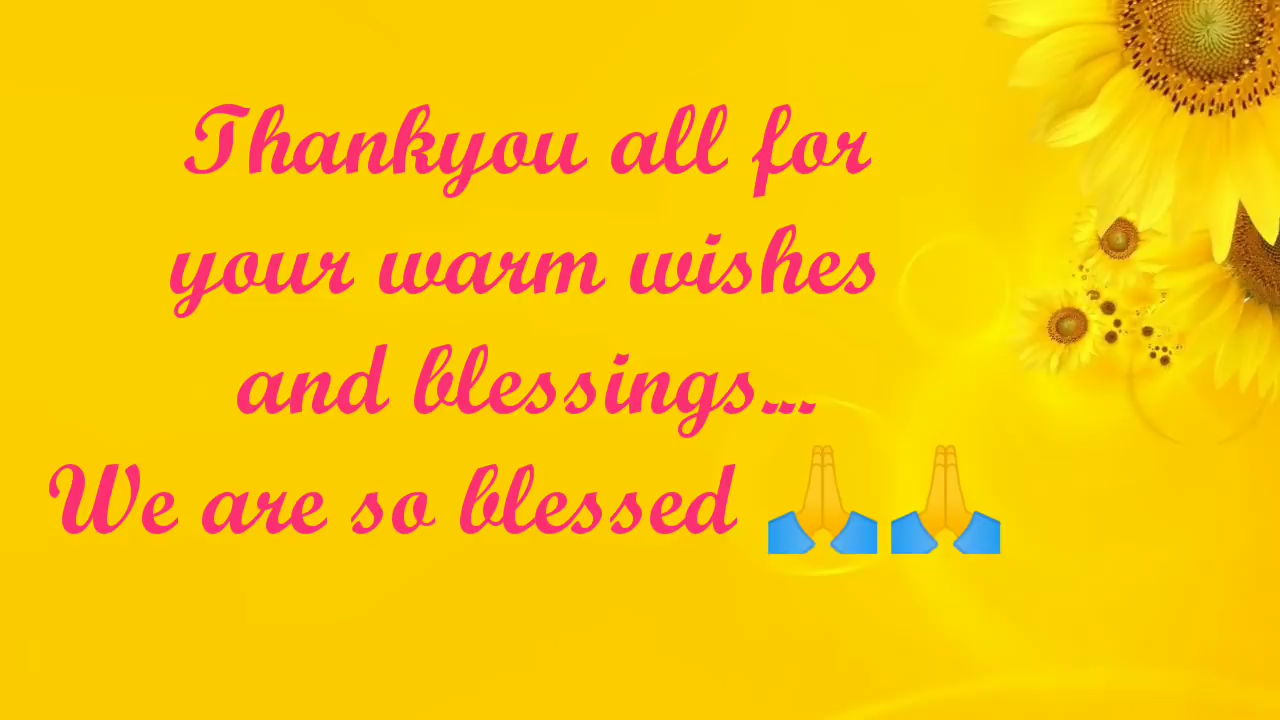 Thankyou all for
your warm wishes
and blessings...
We are so blessed 🙏🙏